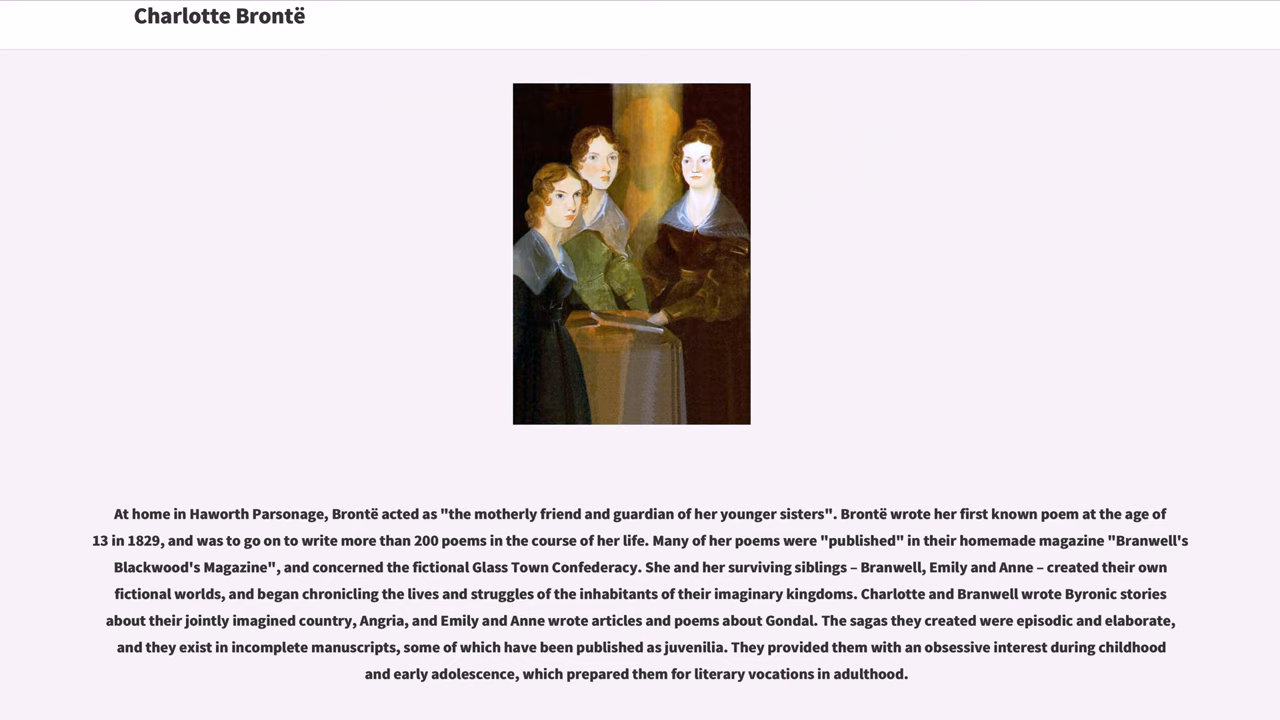 Charlotte Brontë
At home in Haworth Parsonage, Brontë acted as "the motherly friend and guardian of her younger sisters". Brontë wrote her first known poem at the age of
13 in 1829, and was to go on to write more than 200 poems in the course of her life. Many of her poems were "published" in their homemade magazine "Branwell's
Blackwood's Magazine", and concerned the fictional Glass Town Confederacy. She and her surviving siblings – Branwell, Emily and Anne – created their own
fictional worlds, and began chronicling the lives and struggles of the inhabitants of their imaginary kingdoms. Charlotte and Branwell wrote Byronic stories
about their jointly imagined country, Angria, and Emily and Anne wrote articles and poems about Gondal. The sagas they created were episodic and elaborate,
and they exist in incomplete manuscripts, some of which have been published as juvenilia. They provided them with an obsessive interest during childhood
and early adolescence, which prepared them for literary vocations in adulthood.